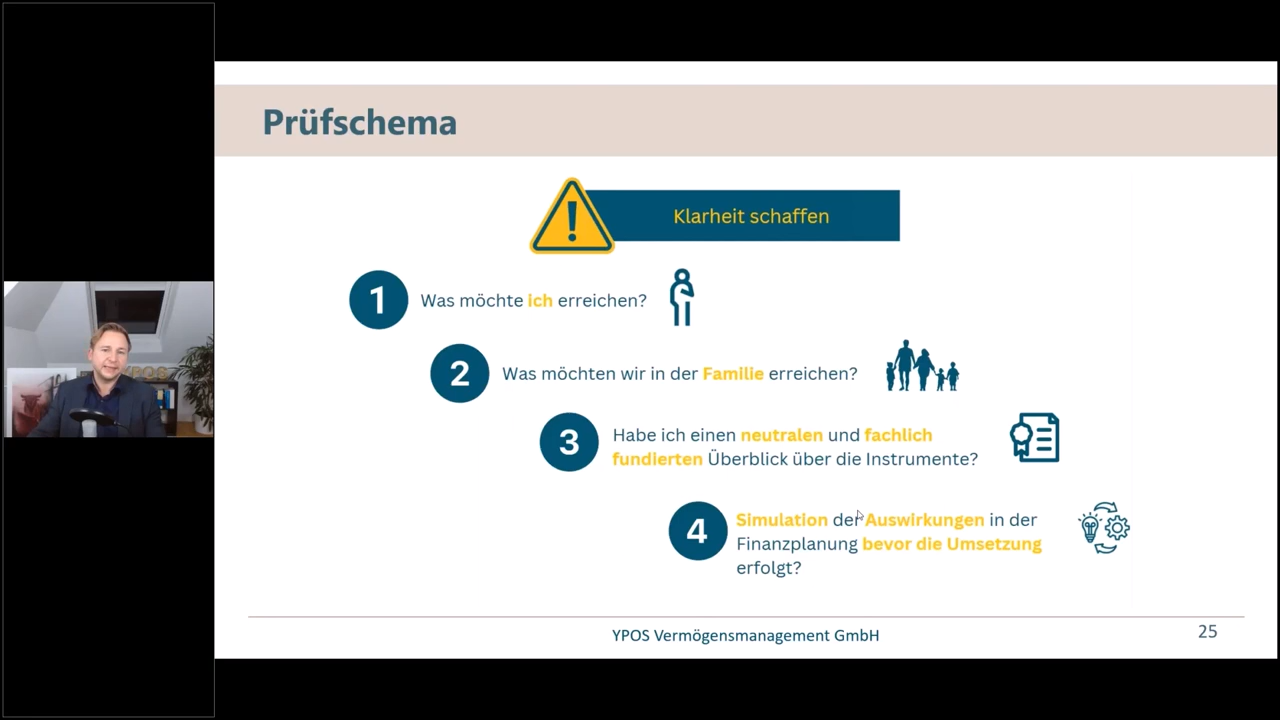 Prüfschema
Klarheit schaffen
1
Was möchte ich erreichen?
2
Was möchten wir in der Familie erreichen?
3
Habe ich einen neutralen und fachlich
fundierten Überblick über die Instrumente?
4
Simulation der Auswirkungen in der
Finanzplanung bevor die Umsetzung
erfolgt?
YPOS Vermögensmanagement GmbH
25
YPOS